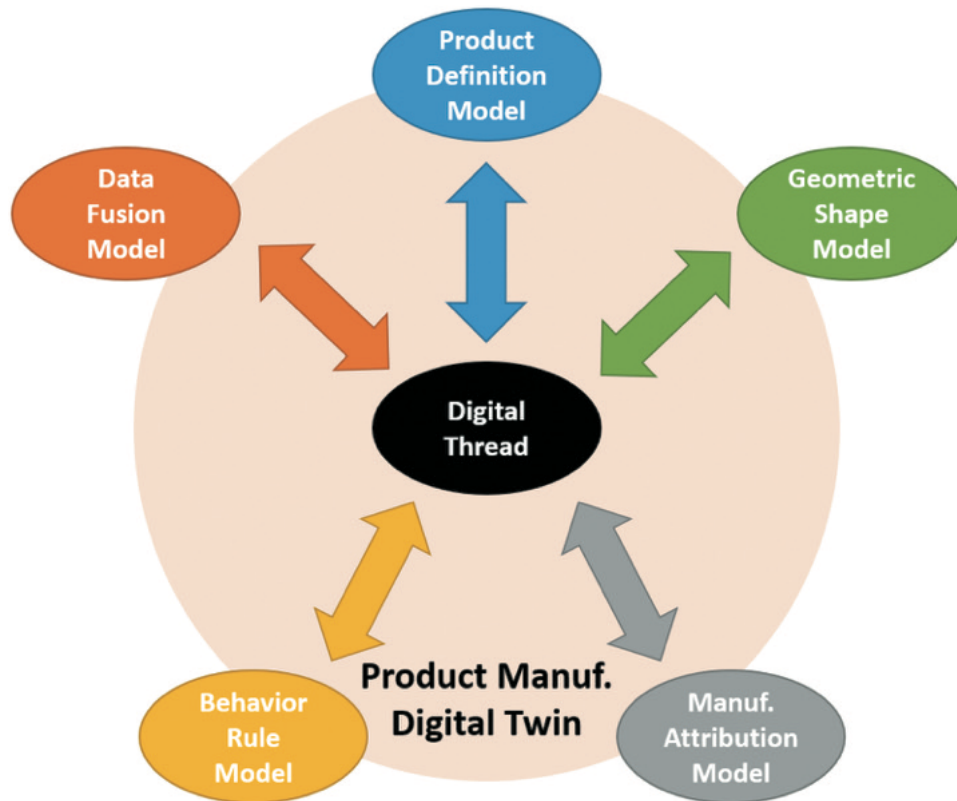 Product
Definition
Model
Data
Fusion
Model
Geometric
Shape
Model
Digital
Thread
Product Manuf.
Digital Twin
Behavior
Rule
Model
Manuf.
Attribution
Model